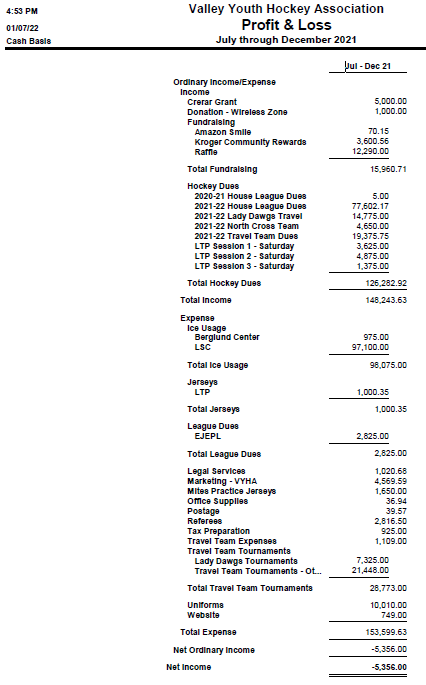 4:53 PM
Valley Youth Hockey Association
01/07/22
Profit & Loss
Cash Basis
July through December 2021
Jul - Dec 21
Ordinary Income/Expense
Income
Crerar Grant 5,000.00
Donation - Wireless Zone 1,000.00
Fundraising
Amazon Smile 70.15
Kroger Community Rewards 3,600.56
Raffle 12,290.00
Total Fundraising 15,960.71
Hockey Dues
2020-21 House League Dues 5.00
2021-22 House League Dues 77,602.17
2021-22 Lady Dawgs Travel 14,775.00
2021-22 North Cross Team 4,650.00
2021-22 Travel Team Dues 19,375.75
LTP Session 1 - Saturday 3,625.00
LTP Session 2 - Saturday 4,875.00
LTP Session 3 - Saturday 1,375.00
Total Hockey Dues 126,282.92
Total Income 148,243.63
Expense
Ice Usage
Berglund Center 975.00
LSC 97,100.00
Total Ice Usage 98,075.00
Jerseys
LTP 1,000.35
Total Jerseys 1,000.35
League Dues
EJEPL 2,825.00
Total League Dues 2,825.00
Legal Services 1,020.68
Marketing - VYHA 4,569.59
Mites Practice Jerseys 1,650.00
Office Supplies 36.94
Postage 39.57
Referees 2,816.50
Tax Preparation 925.00
Travel Team Expenses 1,109.00
Travel Team Tournaments
Lady Dawgs Tournaments 7,325.00
Travel Team Tournaments - Ot... 21,448.00
Total Travel Team Tournaments 28,773.00
Uniforms 10,010.00
Website 749.00
Total Expense 153,599.63
Net Ordinary Income -5,356.00
Net Income -5,356.00